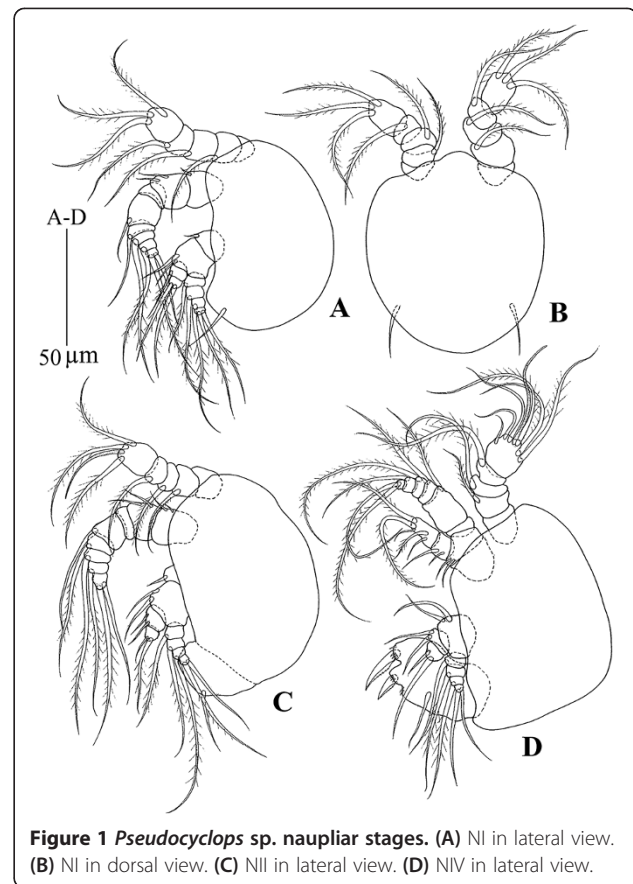 A-D
50 μm
A
B
C
D
Figure 1 Pseudocyclops sp. naupliar stages. (A) NI in lateral view.
(B) NI in dorsal view. (C) NII in lateral view. (D) NIV in lateral view.